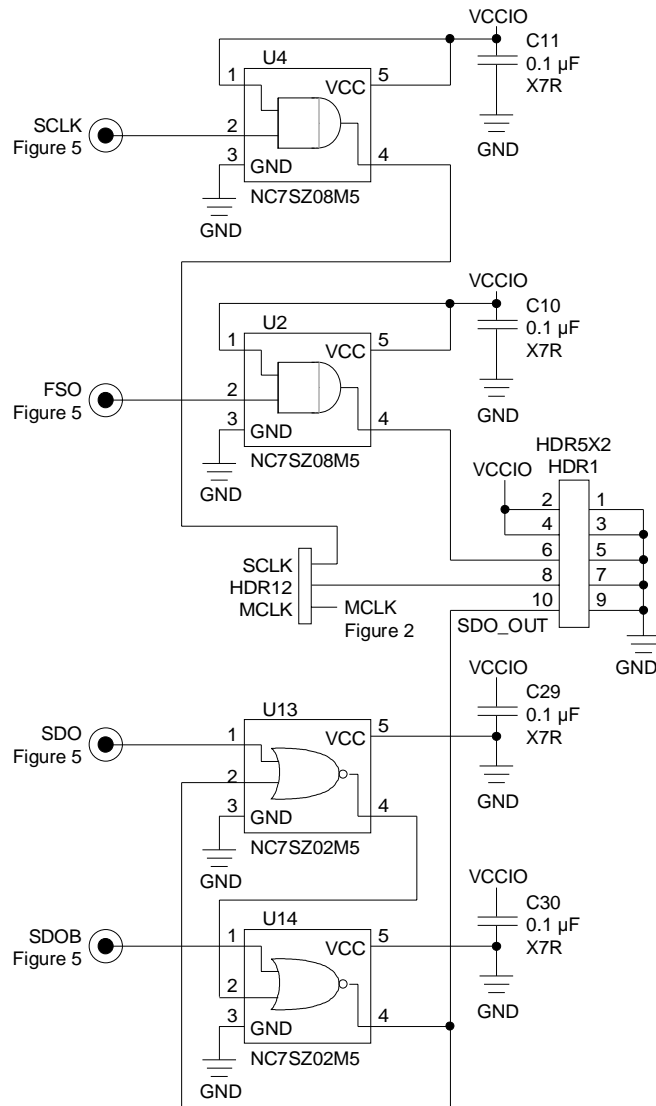 VCCIO
C11
0.1 µF
X7R
GND
U4
1
VCC
5
SCLK
Figure 5
2
3
GND
4
NC7SZ08M5
GND
VCCIO
C10
0.1 µF
X7R
GND
U2
1
VCC
5
FSO
Figure 5
2
3
GND
4
NC7SZ08M5
GND
HDR5X2
HDR1
VCCIO
2
1
4
3
6
5
8
7
10
9
SDO_OUT
GND
SCLK
HDR12
MCLK
MCLK
Figure 2
VCCIO
C29
0.1 µF
X7R
GND
U13
SDO
Figure 5
1
VCC
5
2
3
GND
4
NC7SZ02M5
GND
VCCIO
C30
0.1 µF
X7R
GND
U14
SDOB
Figure 5
1
VCC
5
2
3
GND
4
NC7SZ02M5
GND